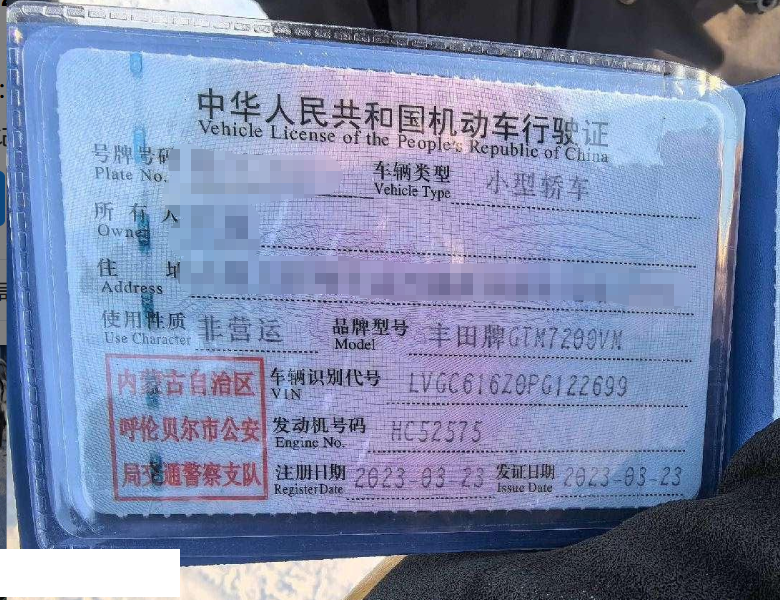 中华人民共和国机动车行驶证
Vehicle License of the People's Republic of China
号牌号码
Plate No.
车辆类型 小型轿车
Vehicle Type
所有人
Owner
住址
Address
使用性质 非营运
Use Character
品牌型号 丰田牌GTM7200VM
Model
内蒙古自治区
呼伦贝尔市公安
局交通警察支队
车辆识别代号 LVGC616Z0PG122699
VIN
发动机号码 HC52575
Engine No.
注册日期 2023-03-23
Register Date
发证日期 2023-03-23
Issue Date